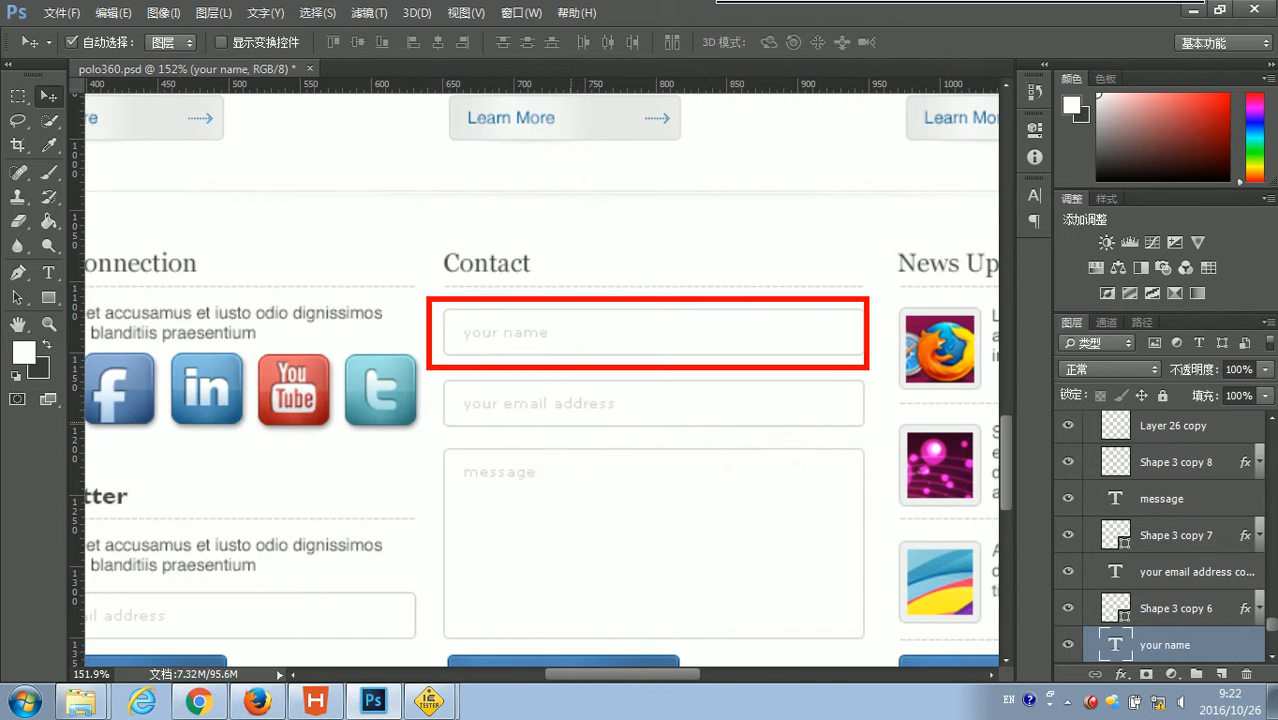 Ps 文件(F) 编辑(E) 图像(I) 图层(L) 文字(Y) 选择(S) 滤镜(T) 3D(D) 视图(V) 窗口(W) 帮助(H)
自动选择： 图层 显示变换控件 3D 模式： 基本功能
polo360.psd @ 152% (your name, RGB/8) *
400 450 500 550 600 650 700 750 800 850 900 950 1000
re
Learn More
Learn Mo
onnection
Contact
News Up
et accusamus et iusto odio dignissimos
blanditiis praesentium
your name
You
Tube
your email address
message
tter
et accusamus et iusto odio dignissimos
blanditiis praesentium
il address
151.9% 文档:7.32M/95.6M
颜色 色板
调整 样式
添加调整
图层 通道 路径
类型
正常 不透明度: 100%
锁定: 填充: 100%
Layer 26 copy
Shape 3 copy 8 fx
message
Shape 3 copy 7 fx
your email address co...
Shape 3 copy 6 fx
your name
EN
9:22
2016/10/26